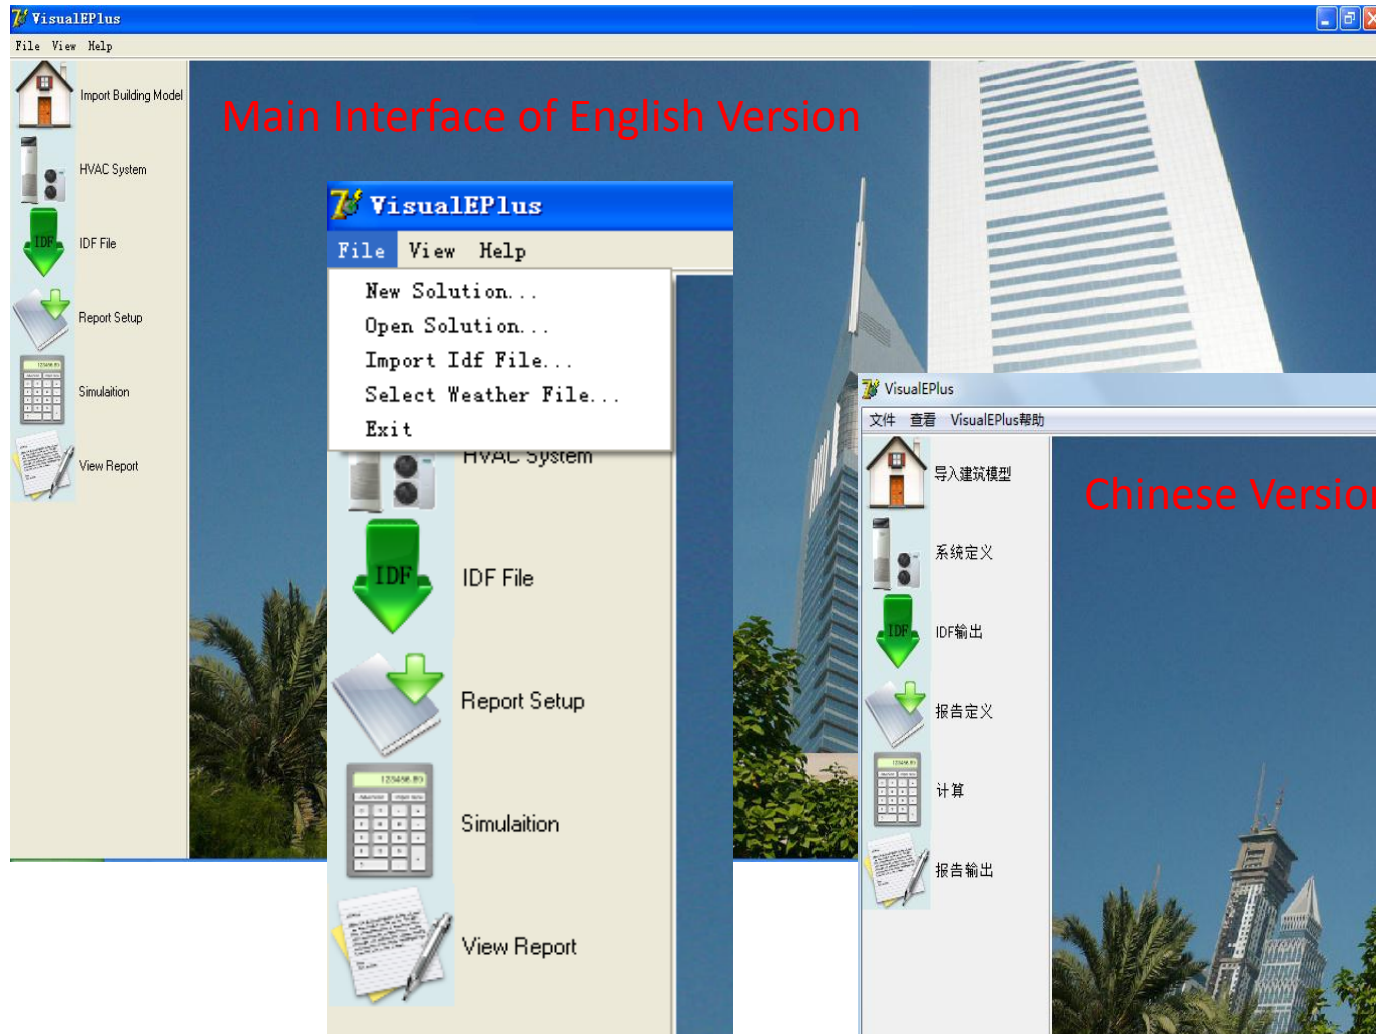 VisualEPlus
File View Help
Import Building Model
HVAC System
IDF
IDF File
Report Setup
Simulaition
View Report
Main Interface of English Version
VisualEPlus
File View Help
New Solution...
Open Solution...
Import Idf File...
Select Weather File...
Exit
HVAC System
IDF
IDF File
Report Setup
123456.89
Simulaition
View Report
VisualEPlus
文件 查看 VisualEPlus帮助
导入建筑模型
系统定义
IDF
IDF输出
报告定义
计算
报告输出
Chinese Version